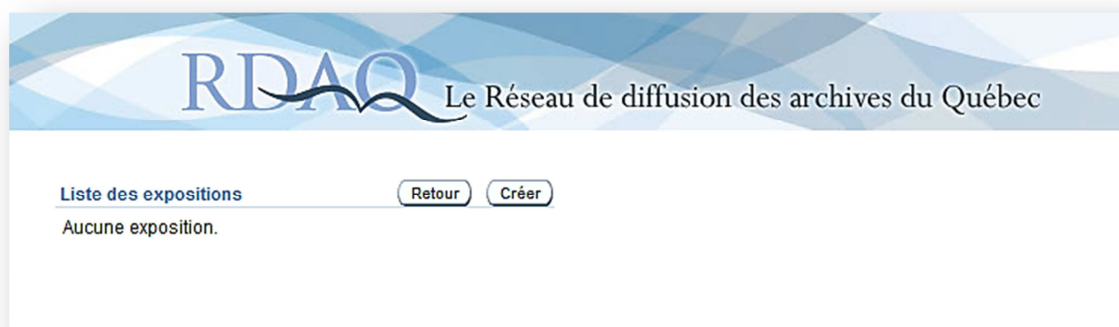 RDAQ Le Réseau de diffusion des archives du Québec
Liste des expositions Retour Créer
Aucune exposition.